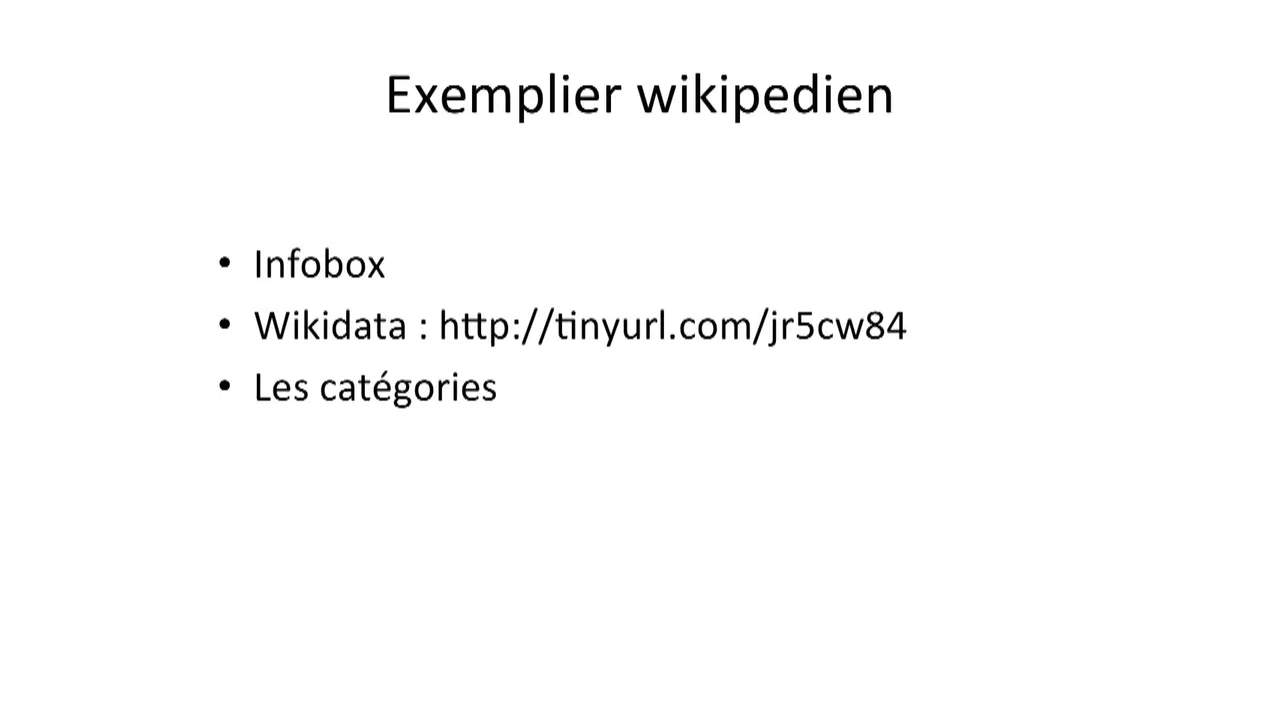 Exemplier wikipedien
• Infobox
• Wikidata : http://tinyurl.com/jr5cw84
• Les catégories